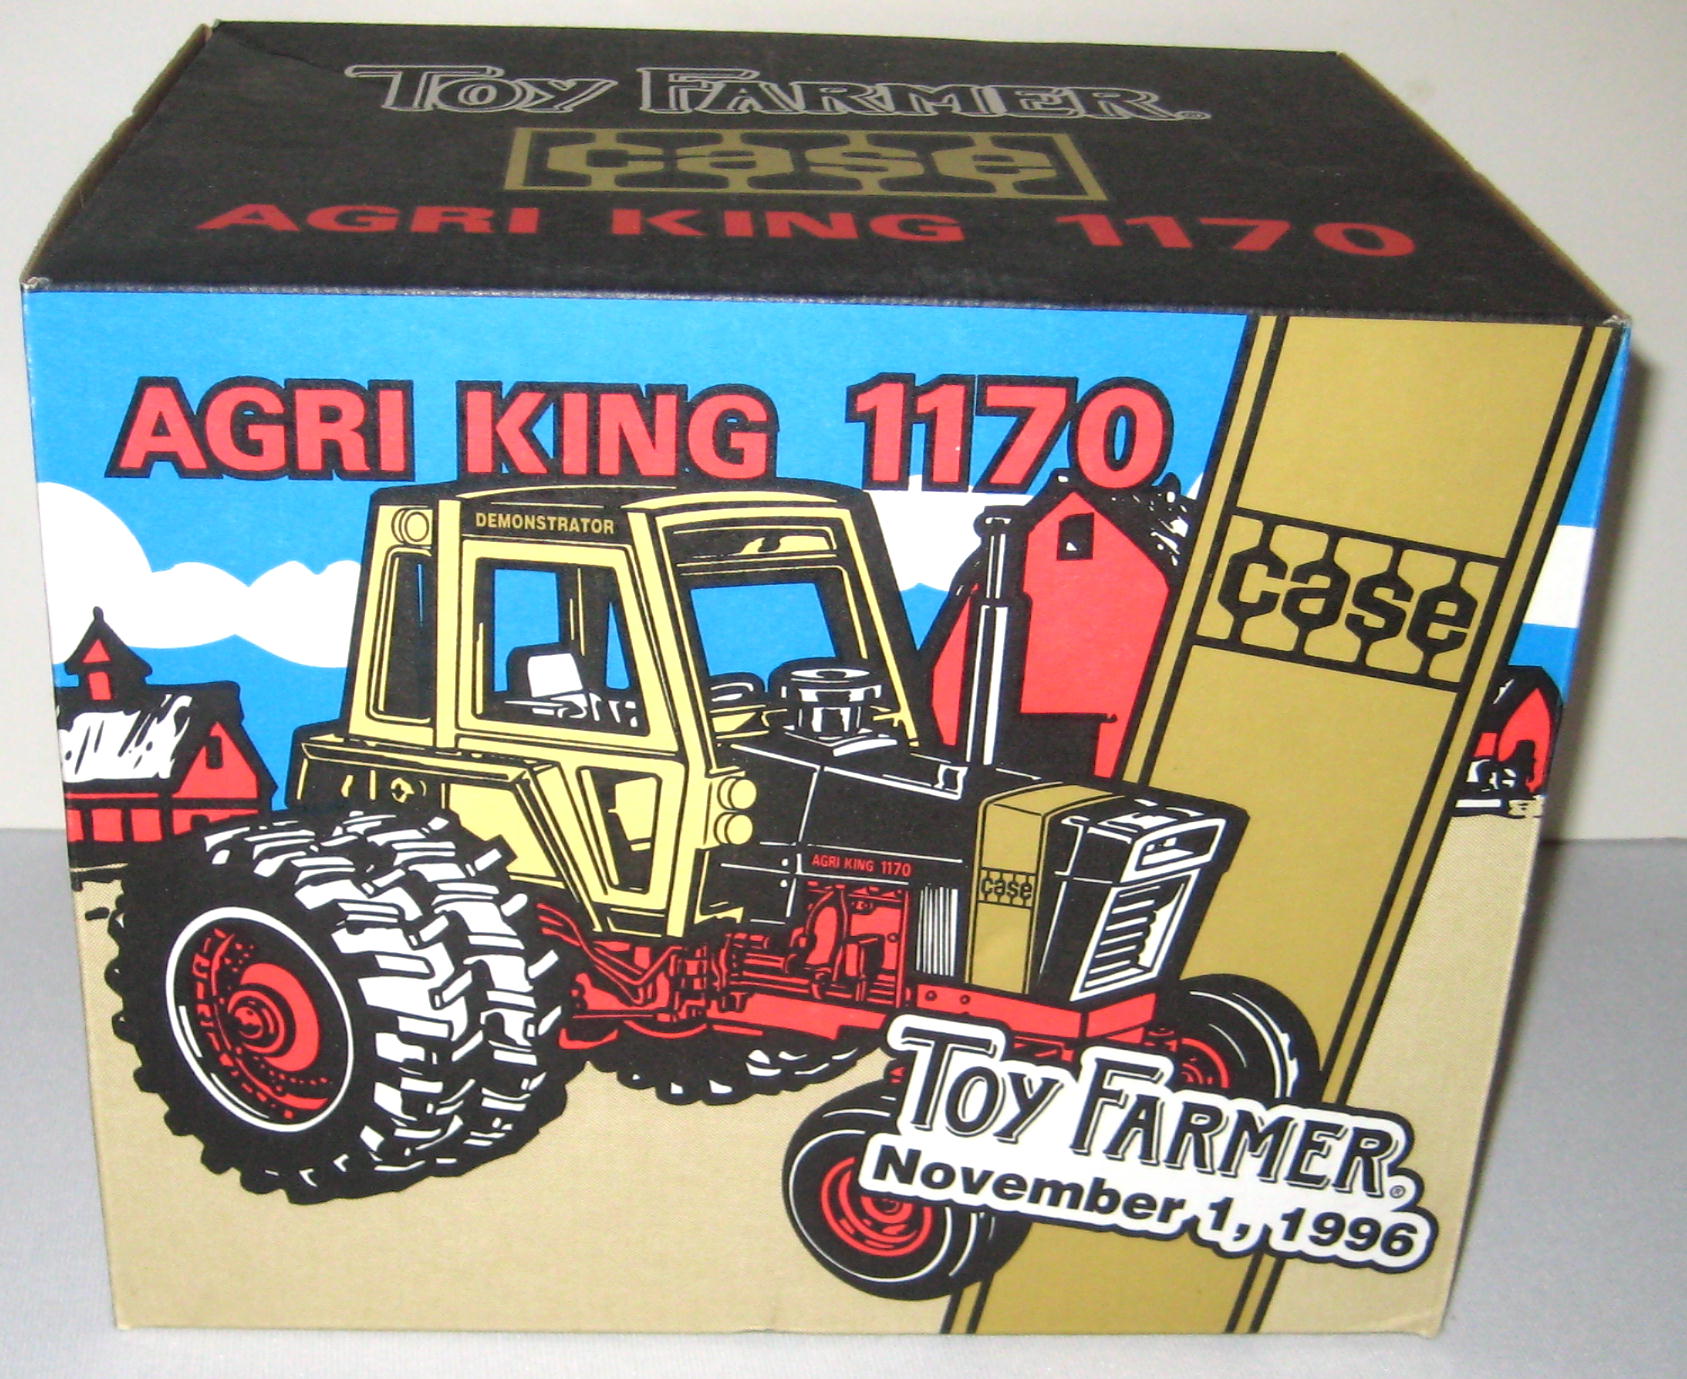 TOY FARMER®
case
AGRI KING 1170
AGRI KING 1170
DEMONSTRATOR
case
AGRI KING 1170
case
TOY FARMER®
November 1, 1996